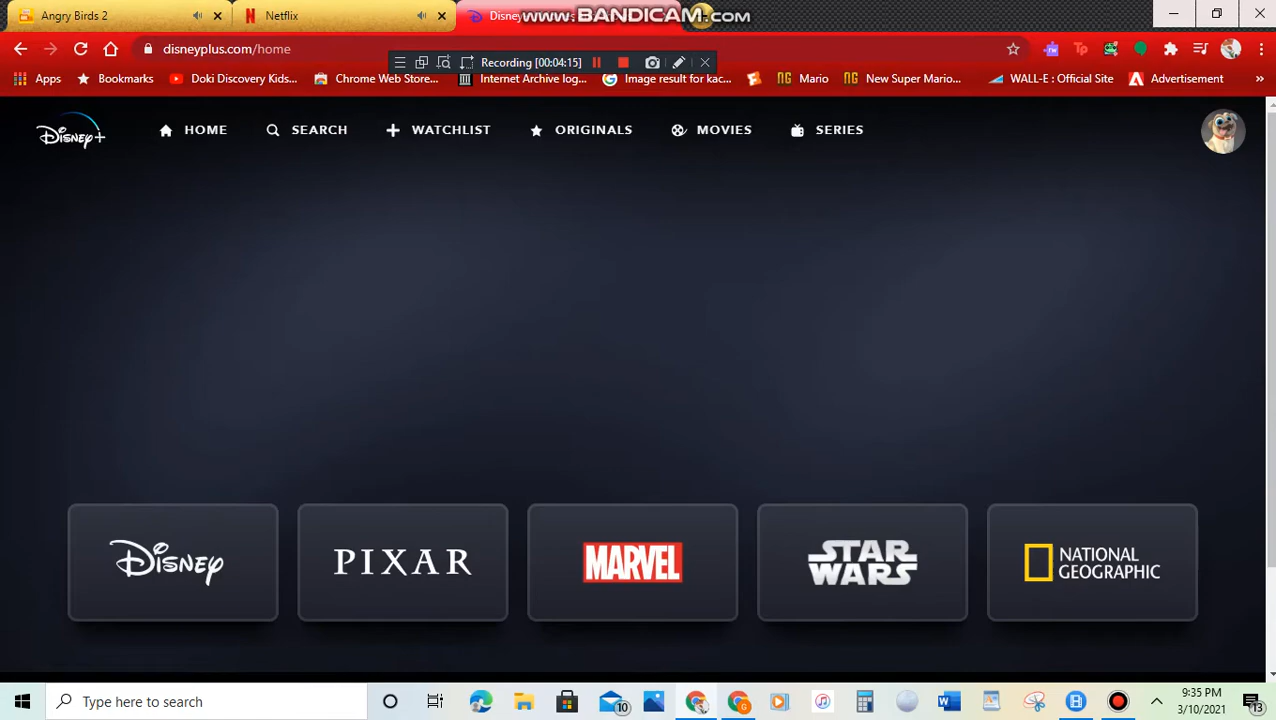 Angry Birds 2
Netflix
Disney
www.BANDICAM.COM
disneyplus.com/home
Recording [00:04:15]
Apps
Bookmarks
Doki Discovery Kids...
Chrome Web Store...
Internet Archive log...
Image result for kac...
Mario
New Super Mario...
WALL-E : Official Site
Advertisement
»
Disney+
HOME
SEARCH
WATCHLIST
ORIGINALS
MOVIES
SERIES
Disney
PIXAR
MARVEL
STAR
WARS
NATIONAL
GEOGRAPHIC
Type here to search
10
9:35 PM
3/10/2021
13